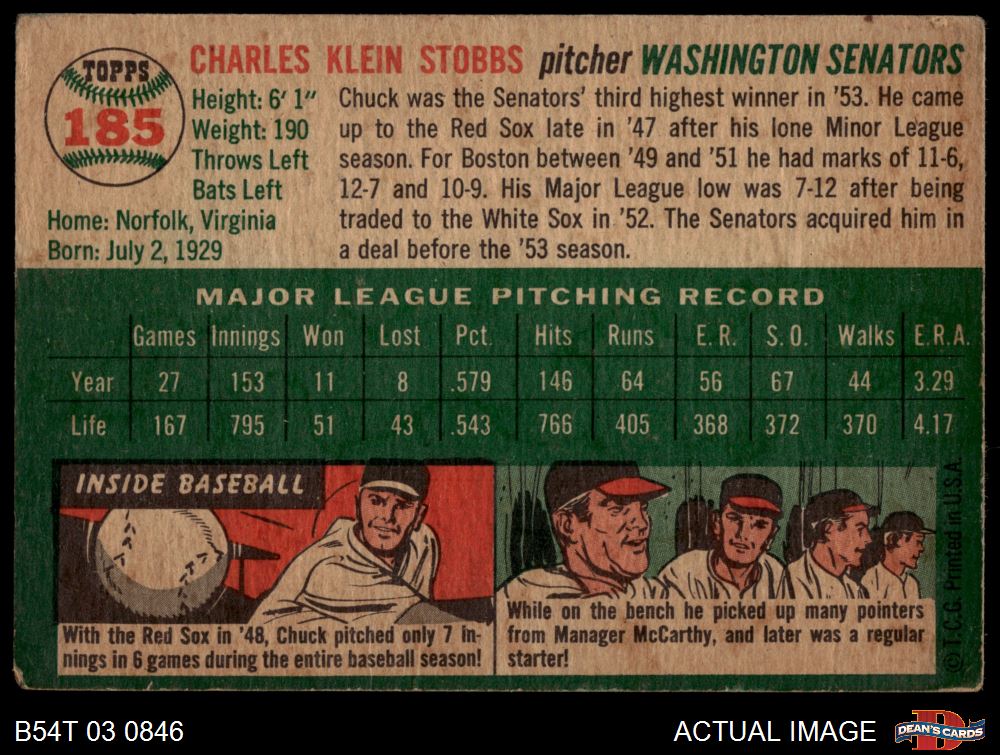 TOPPS
185
CHARLES KLEIN STOBBS pitcher WASHINGTON SENATORS
Height: 6' 1"
Weight: 190
Throws Left
Bats Left
Home: Norfolk, Virginia
Born: July 2, 1929
Chuck was the Senators' third highest winner in '53. He came
up to the Red Sox late in '47 after his lone Minor League
season. For Boston between '49 and '51 he had marks of 11-6,
12-7 and 10-9. His Major League low was 7-12 after being
traded to the White Sox in '52. The Senators acquired him in
a deal before the '53 season.
MAJOR LEAGUE PITCHING RECORD
Games Innings Won Lost Pct. Hits Runs E. R. S. O. Walks E.R.A.
Year 27 153 11 8 .579 146 64 56 67 44 3.29
Life 167 795 51 43 .543 766 405 368 372 370 4.17
INSIDE BASEBALL
With the Red Sox in '48, Chuck pitched only 7 in-
nings in 6 games during the entire baseball season!
While on the bench he picked up many pointers
from Manager McCarthy, and later was a regular
starter!
© T.C.G. Printed in U.S.A.
B54T 03 0846
ACTUAL IMAGE
DEAN'S CARDS